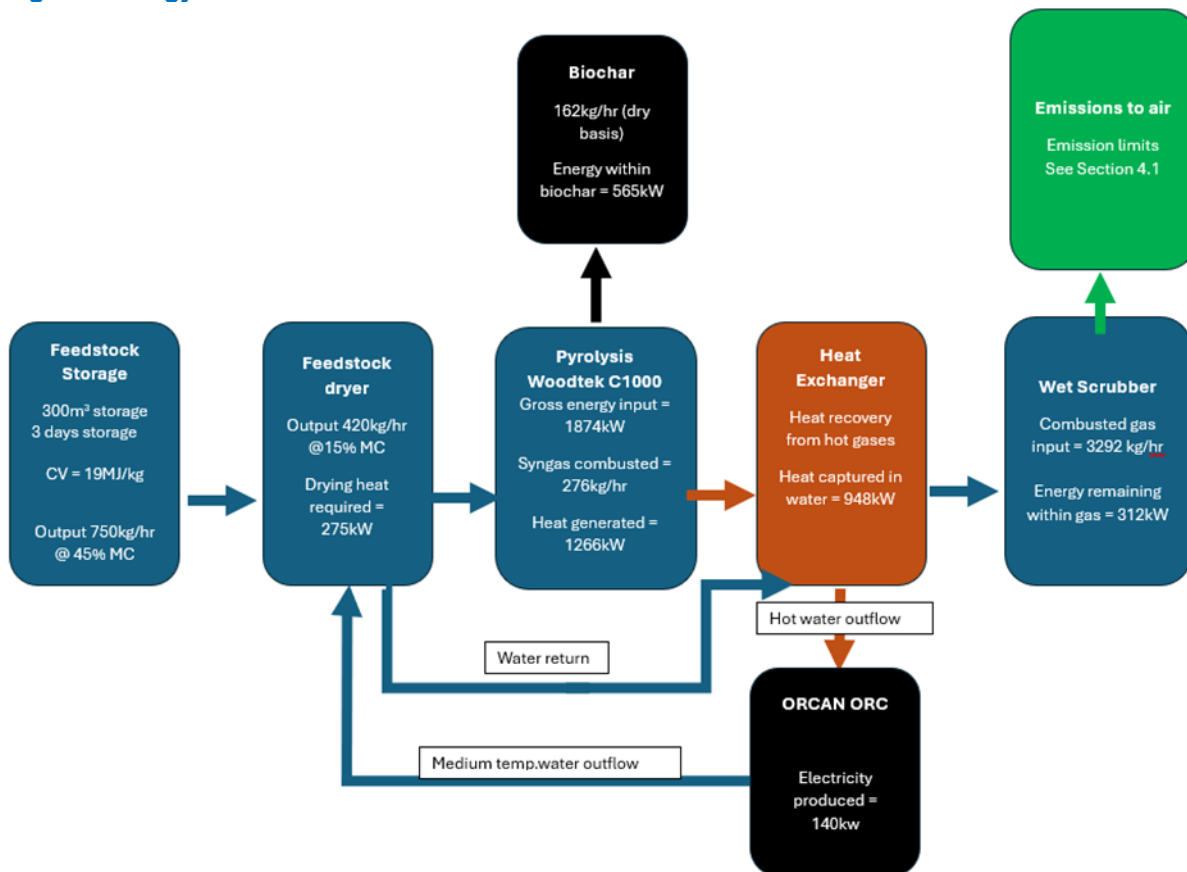 Biochar
162kg/hr (dry
basis)
Energy within
biochar = 565kW
Emissions to air
Emission limits
See Section 4.1
Feedstock
Storage
300m³ storage
3 days storage
CV = 19MJ/kg
Output 750kg/hr
@ 45% MC
Feedstock
dryer
Output 420kg/hr
@15% MC
Drying heat
required =
275kW
Pyrolysis
Woodtek C1000
Gross energy input =
1874kW
Syngas combusted =
276kg/hr
Heat generated =
1266kW
Heat
Exchanger
Heat recovery
from hot gases
Heat captured in
water = 948kW
Wet Scrubber
Combusted gas
input = 3292 kg/hr
Energy remaining
within gas = 312kW
Hot water outflow
Water return
Medium temp.water outflow
ORCAN ORC
Electricity
produced =
140kw